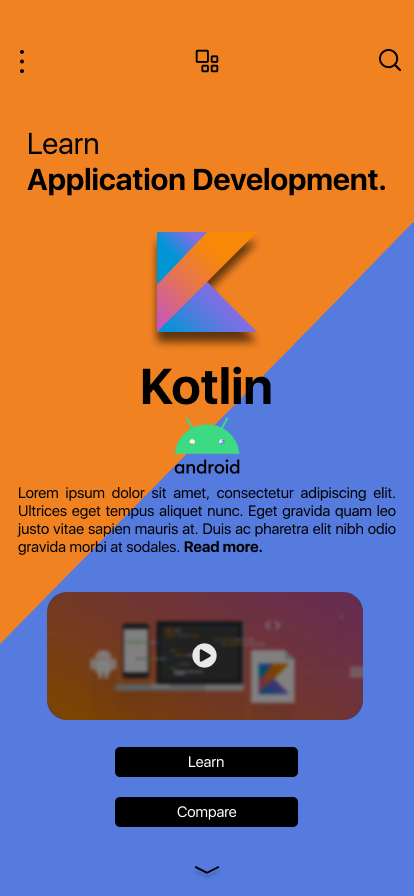 Learn
Application Development.
Kotlin
android
Lorem ipsum dolor sit amet, consectetur adipiscing elit.
Ultrices eget tempus aliquet nunc. Eget gravida quam leo
justo vitae sapien mauris at. Duis ac pharetra elit nibh odio
gravida morbi at sodales. Read more.
Learn
Compare